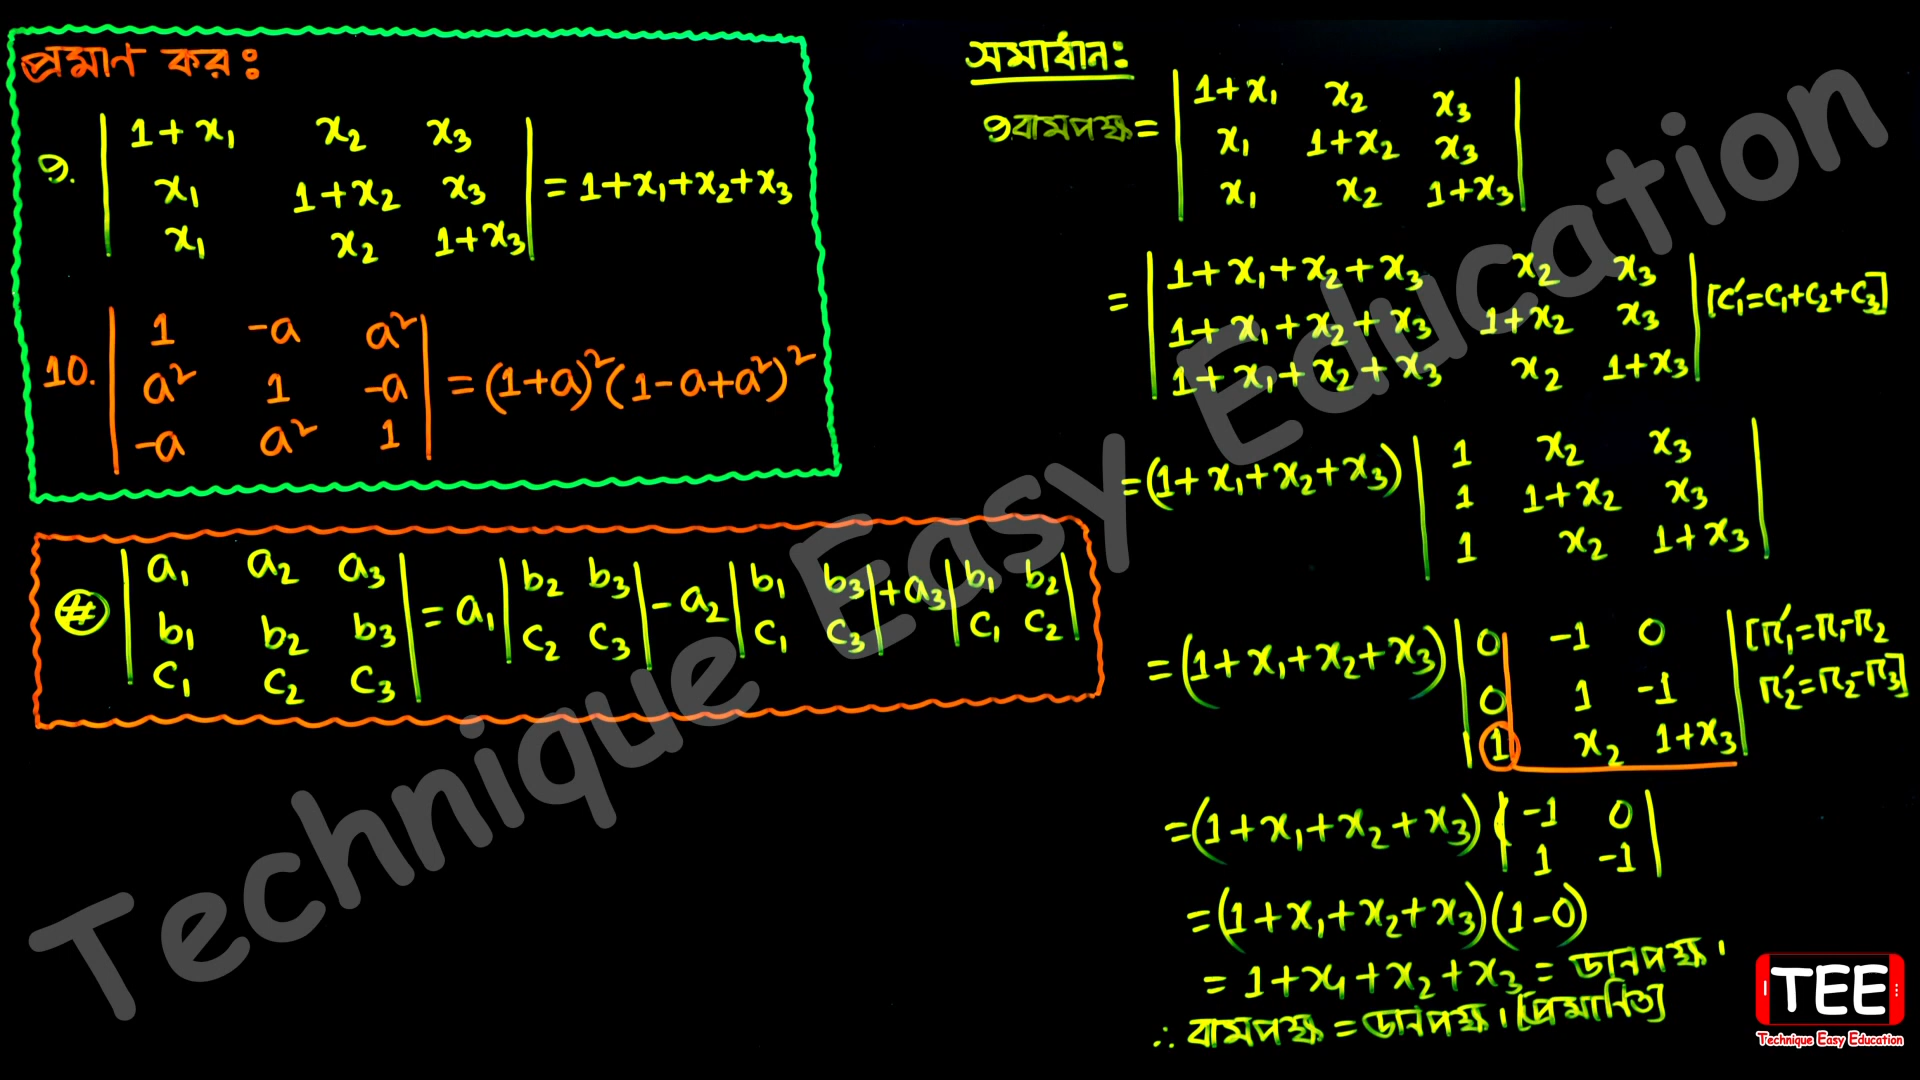 প্রমাণ কর:
9. | 1+x₁ x₂ x₃ |
| x₁ 1+x₂ x₃ | = 1+x₁+x₂+x₃
| x₁ x₂ 1+x₃ |
10. | 1 -a a² |
| a² 1 -a | = (1+a)²(1-a+a²)²
| -a a² 1 |
# | a₁ a₂ a₃ |
| b₁ b₂ b₃ | = a₁ | b₂ b₃ | - a₂ | b₁ b₃ | + a₃ | b₁ b₂ |
| c₁ c₂ c₃ | | c₂ c₃ | | c₁ c₃ | | c₁ c₂ |
সমাধান:
9.বামপক্ষ = | 1+x₁ x₂ x₃ |
| x₁ 1+x₂ x₃ |
| x₁ x₂ 1+x₃ |
= | 1+x₁+x₂+x₃ x₂ x₃ | [c₁′=c₁+c₂+c₃]
| 1+x₁+x₂+x₃ 1+x₂ x₃ |
| 1+x₁+x₂+x₃ x₂ 1+x₃ |
=(1+x₁+x₂+x₃) | 1 x₂ x₃ |
| 1 1+x₂ x₃ |
| 1 x₂ 1+x₃ |
=(1+x₁+x₂+x₃) | 0 -1 0 | [r₁′=r₁-r₂
| 0 1 -1 | r₂′=r₂-r₃]
| 1 x₂ 1+x₃ |
=(1+x₁+x₂+x₃) | -1 0 |
| 1 -1 |
=(1+x₁+x₂+x₃)(1-0)
= 1+x₁+x₂+x₃ = ডানপক্ষ।
∴ বামপক্ষ = ডানপক্ষ। [প্রমানিত]
Technique Easy Education
TEE
Technique Easy Education